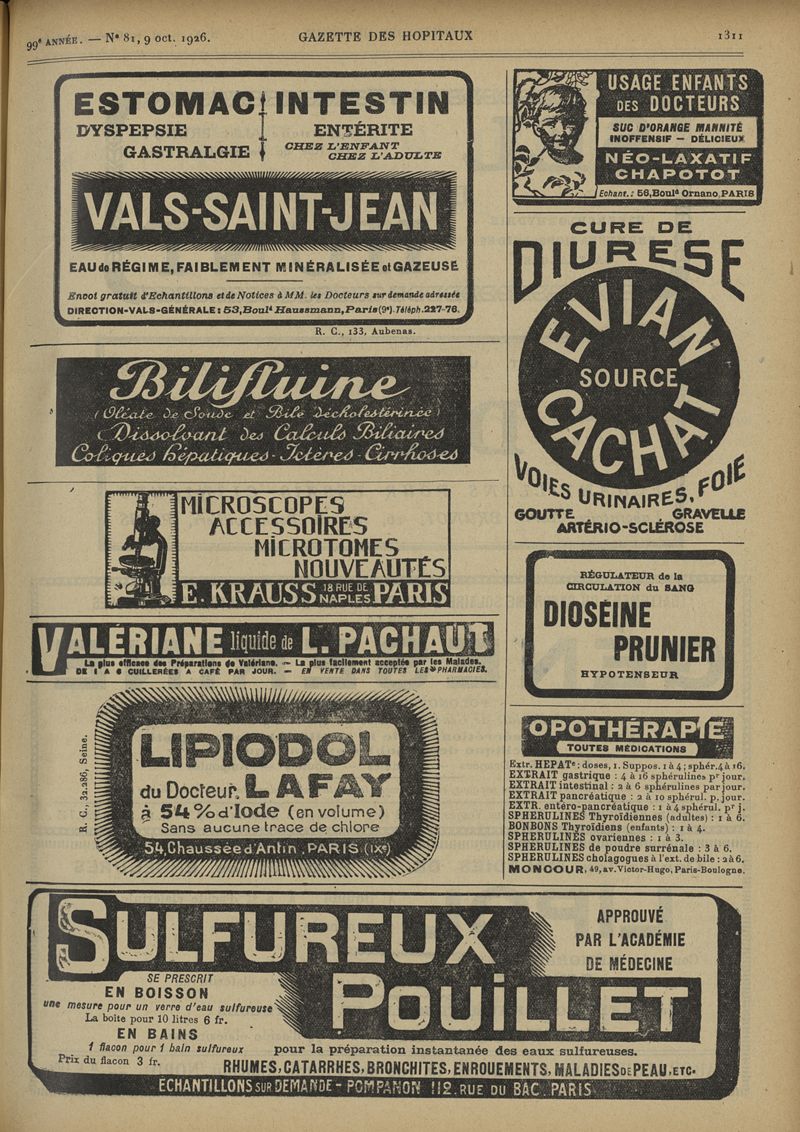 99e ANNÉE. — N° 81, 9 oct. 1926.
GAZETTE DES HOPITAUX
1311
ESTOMAC INTESTIN
DYSPEPSIE
GASTRALGIE
ENTÉRITE
CHEZ L'ENFANT
CHEZ L'ADULTE
VALS-SAINT-JEAN
EAU de RÉGIME, FAIBLEMENT MINÉRALISÉE et GAZEUSE
Envoi gratuit d'Echantillons et de Notices à MM. les Docteurs sur demande adressée
DIRECTION-VALS-GÉNÉRALE: 53, Boul^d Haussmann, Paris (9e). Téléph. 227-76.
R. C., 133, Aubenas.
Bilifluine
(Oléate de Soude et Bile décholestérinée)
Dissolvant des Calculs Biliaires
Coliques hépatiques - Ictères - Cirrhoses
MICROSCOPES
ACCESSOIRES
MICROTOMES
NOUVEAUTÉS
E. KRAUSS 18 RUE DE NAPLES PARIS
VALÉRIANE liquide de L. PACHAUT
La plus efficace des Préparations de Valériane. — La plus facilement acceptée par les Malades.
DE 1 A 6 CUILLERÉES A CAFÉ PAR JOUR. — EN VENTE DANS TOUTES LES PHARMACIES.
R. C., 32.286, Seine.
LIPIODOL
du Docteur. LAFAY
à 54% d'Iode (en volume)
Sans aucune trace de chlore
54, Chaussée d'Antin, PARIS (IXe)
USAGE ENFANTS
DES DOCTEURS
SUC D'ORANGE MANNITÉ
INOFFENSIF — DÉLICIEUX
NÉO-LAXATIF
CHAPOTOT
Echant.: 56, Boul^d Ornano, PARIS
CURE DE
DIURESE
EVIAN
SOURCE
CACHAT
VOIES URINAIRES, FOIE
GOUTTE GRAVELLE
ARTÉRIO-SCLÉROSE
RÉGULATEUR de la
CIRCULATION du SANG
DIOSÉINE
PRUNIER
HYPOTENSEUR
OPOTHÉRAPIE
TOUTES MÉDICATIONS
Extr. HEPATe: doses, 1. Suppos. 1 à 4; sphér. 4 à 16.
EXTRAIT gastrique : 4 à 16 sphérulines pr jour.
EXTRAIT intestinal : 2 à 6 sphérulines par jour.
EXTRAIT pancréatique : 2 à 10 sphérul. p. jour.
EXTR. entéro-pancréatique : 1 à 4 sphérul. pr j.
SPHERULINES Thyroïdiennes (adultes) : 1 à 6.
BONBONS Thyroïdiens (enfants) : 1 à 4.
SPHERULINES ovariennes : 1 à 3.
SPHERULINES de poudre surrénale : 3 à 6.
SPHERULINES cholagogues à l'ext. de bile : 2 à 6.
MONCOUR, 49, av. Victor-Hugo, Paris-Boulogne.
SULFUREUX
POUILLET
APPROUVÉ
PAR L'ACADÉMIE
DE MÉDECINE
SE PRESCRIT
EN BOISSON
une mesure pour un verre d'eau sulfureuse
La boite pour 10 litres 6 fr.
EN BAINS
1 flacon pour 1 bain sulfureux
Prix du flacon 3 fr.
pour la préparation instantanée des eaux sulfureuses.
RHUMES, CATARRHES, BRONCHITES, ENROUEMENTS, MALADIES DE PEAU, ETC.
ECHANTILLONS SUR DEMANDE - POMPANON 112. RUE DU BAC. PARIS